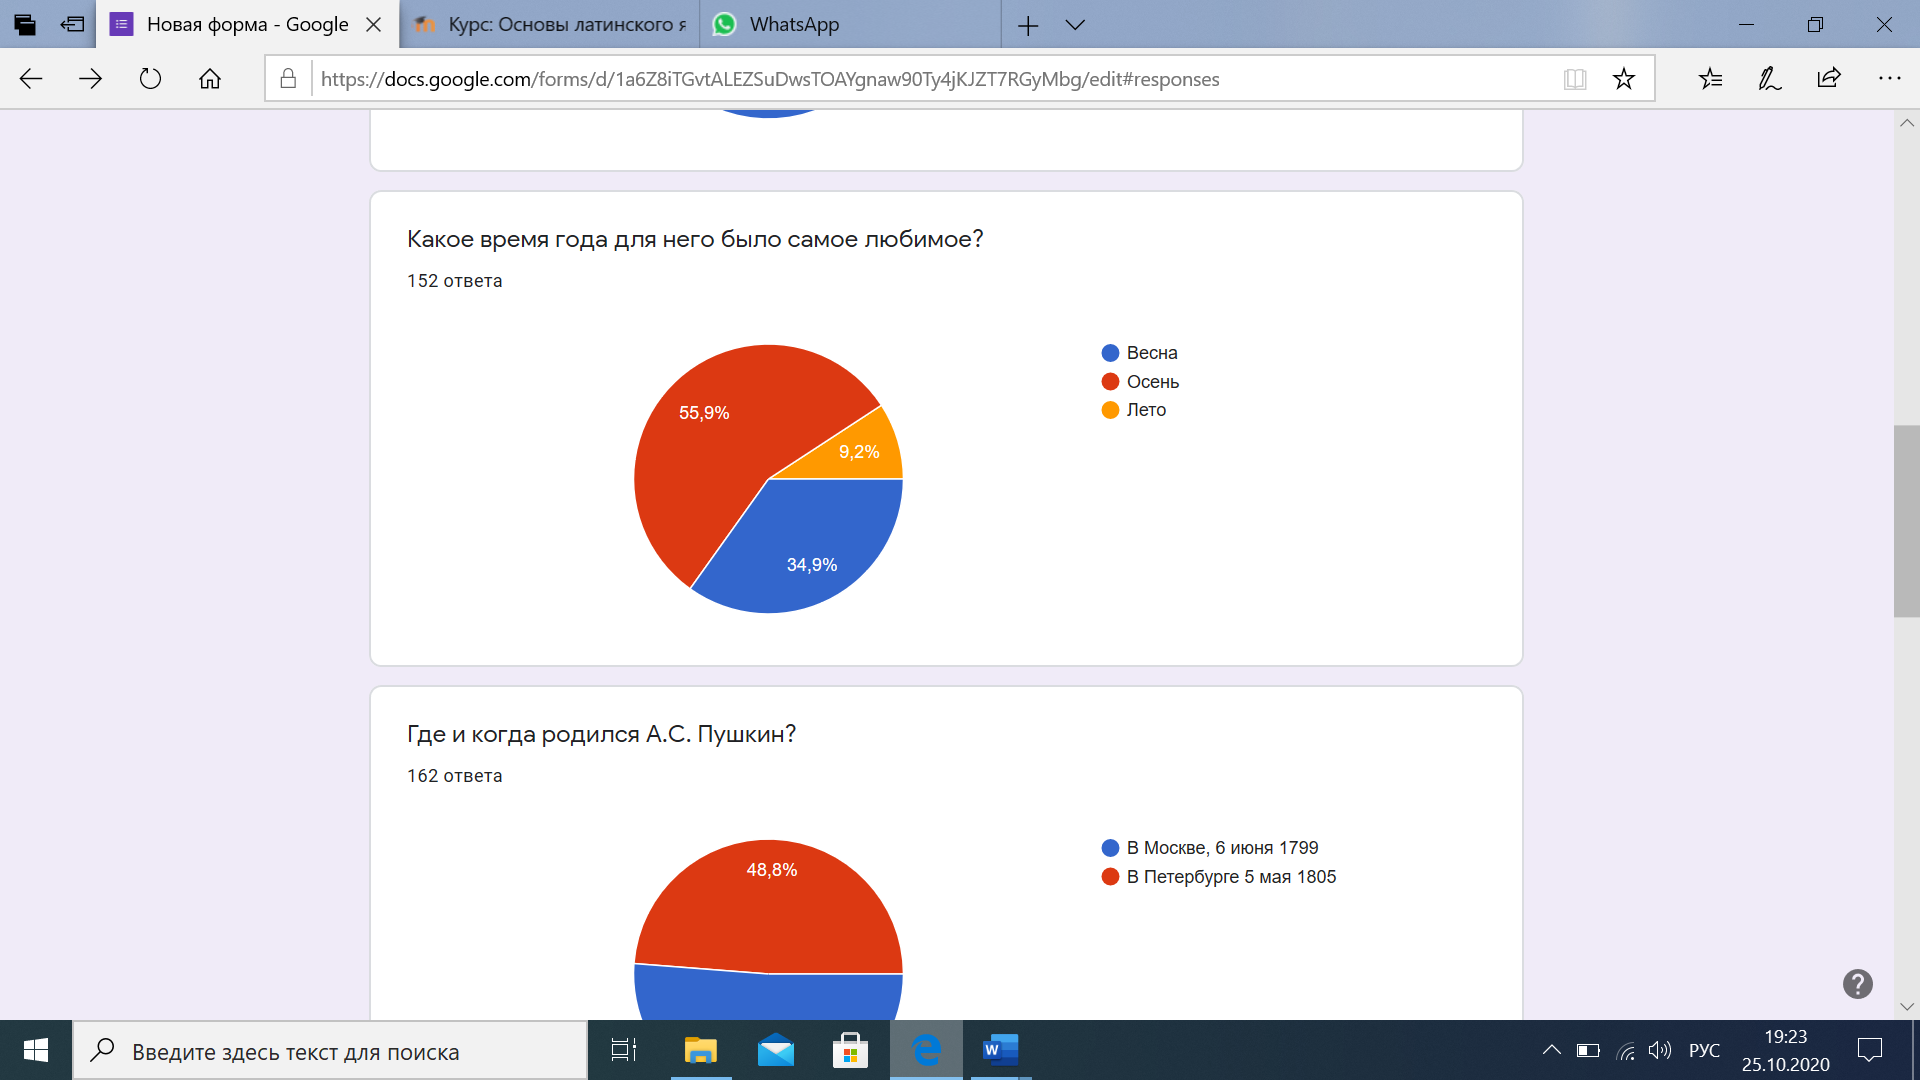 Новая форма - Google
Курс: Основы латинского я
WhatsApp
https://docs.google.com/forms/d/1a6Z8iTGvtALEZSuDwsTOAYgnaw90Ty4jKJZT7RGyMbg/edit#responses
Какое время года для него было самое любимое?
152 ответа
Весна
Осень
Лето
55,9%
9,2%
34,9%
Где и когда родился А.С. Пушкин?
162 ответа
В Москве, 6 июня 1799
В Петербурге 5 мая 1805
48,8%
Введите здесь текст для поиска
РУС
19:23
25.10.2020